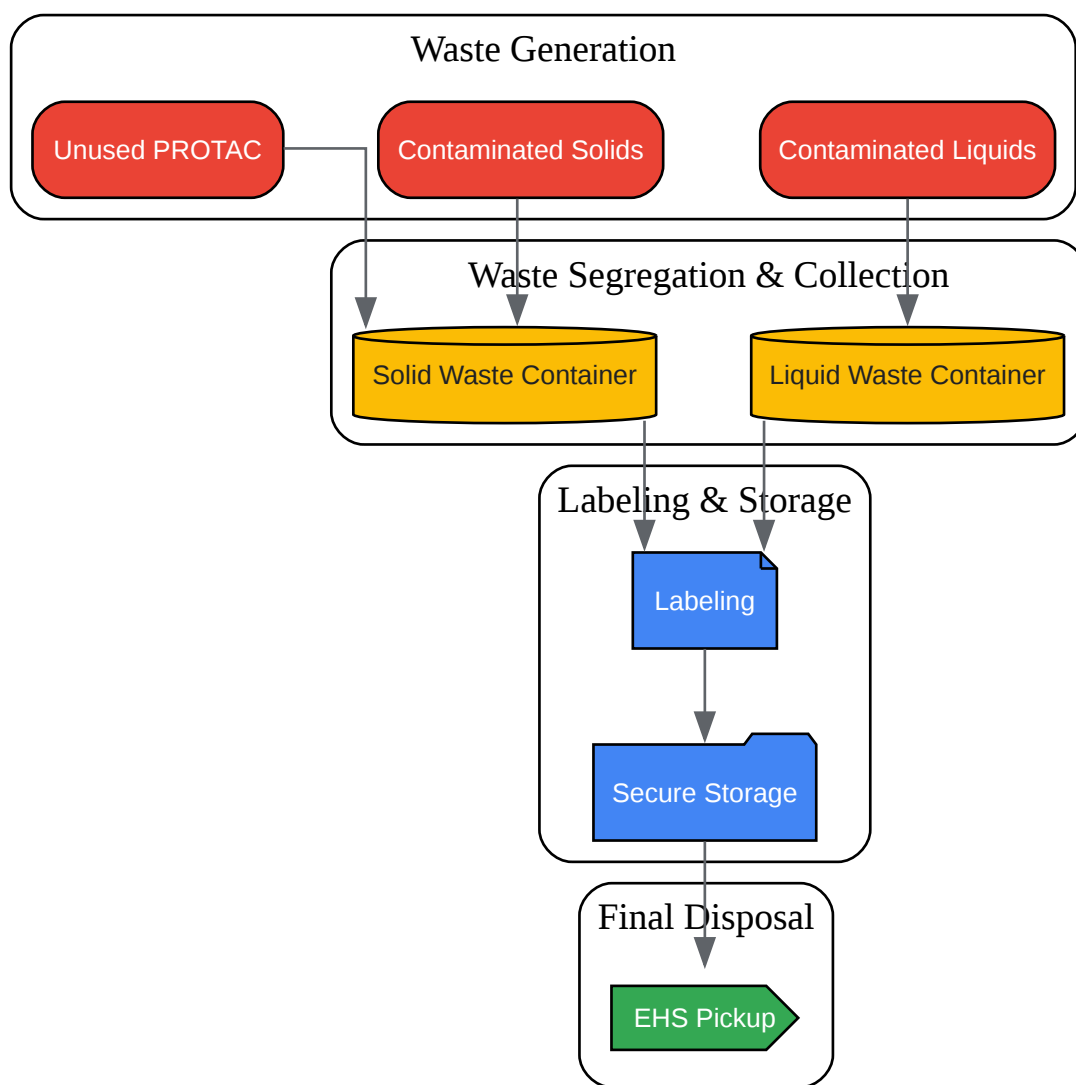 Waste Generation
Unused PROTAC
Contaminated Solids
Contaminated Liquids
Waste Segregation & Collection
Solid Waste Container
Liquid Waste Container
Labeling & Storage
Labeling
Secure Storage
Final Disposal
EHS Pickup